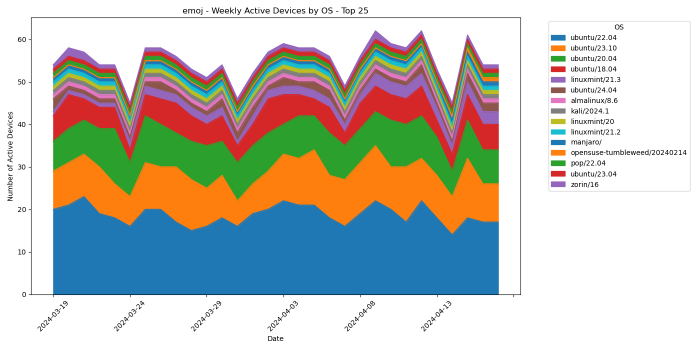 emoj - Weekly Active Devices by OS - Top 25
Number of Active Devices
60
50
40
30
20
10
0
2024-03-19
2024-03-24
2024-03-29
2024-04-03
2024-04-08
2024-04-13
Date
OS
ubuntu/22.04
ubuntu/23.10
ubuntu/20.04
ubuntu/18.04
linuxmint/21.3
ubuntu/24.04
almalinux/8.6
kali/2024.1
linuxmint/20
linuxmint/21.2
manjaro/
opensuse-tumbleweed/20240214
pop/22.04
ubuntu/23.04
zorin/16